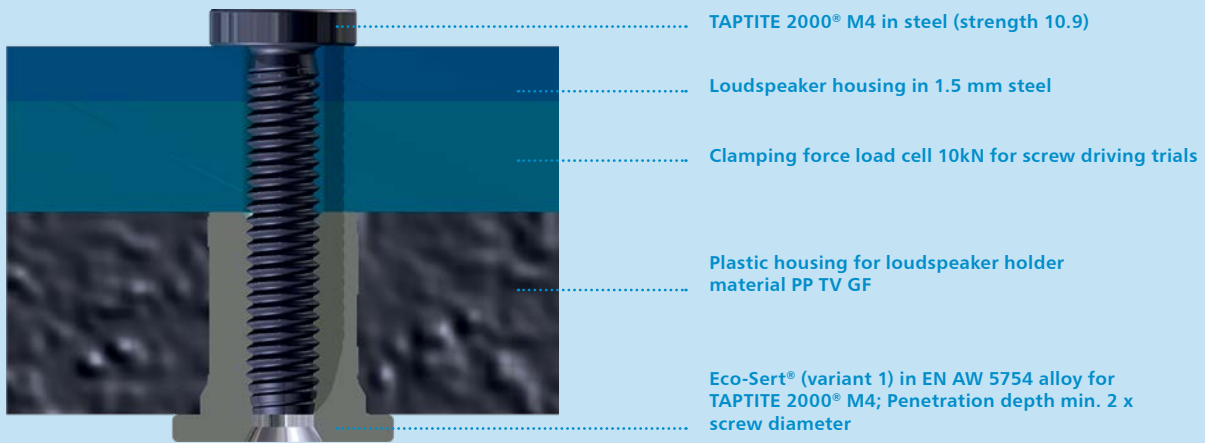 TAPTITE 2000® M4 in steel (strength 10.9)
Loudspeaker housing in 1.5 mm steel
Clamping force load cell 10kN for screw driving trials
Plastic housing for loudspeaker holder
material PP TV GF
Eco-Sert® (variant 1) in EN AW 5754 alloy for
TAPTITE 2000® M4; Penetration depth min. 2 x
screw diameter